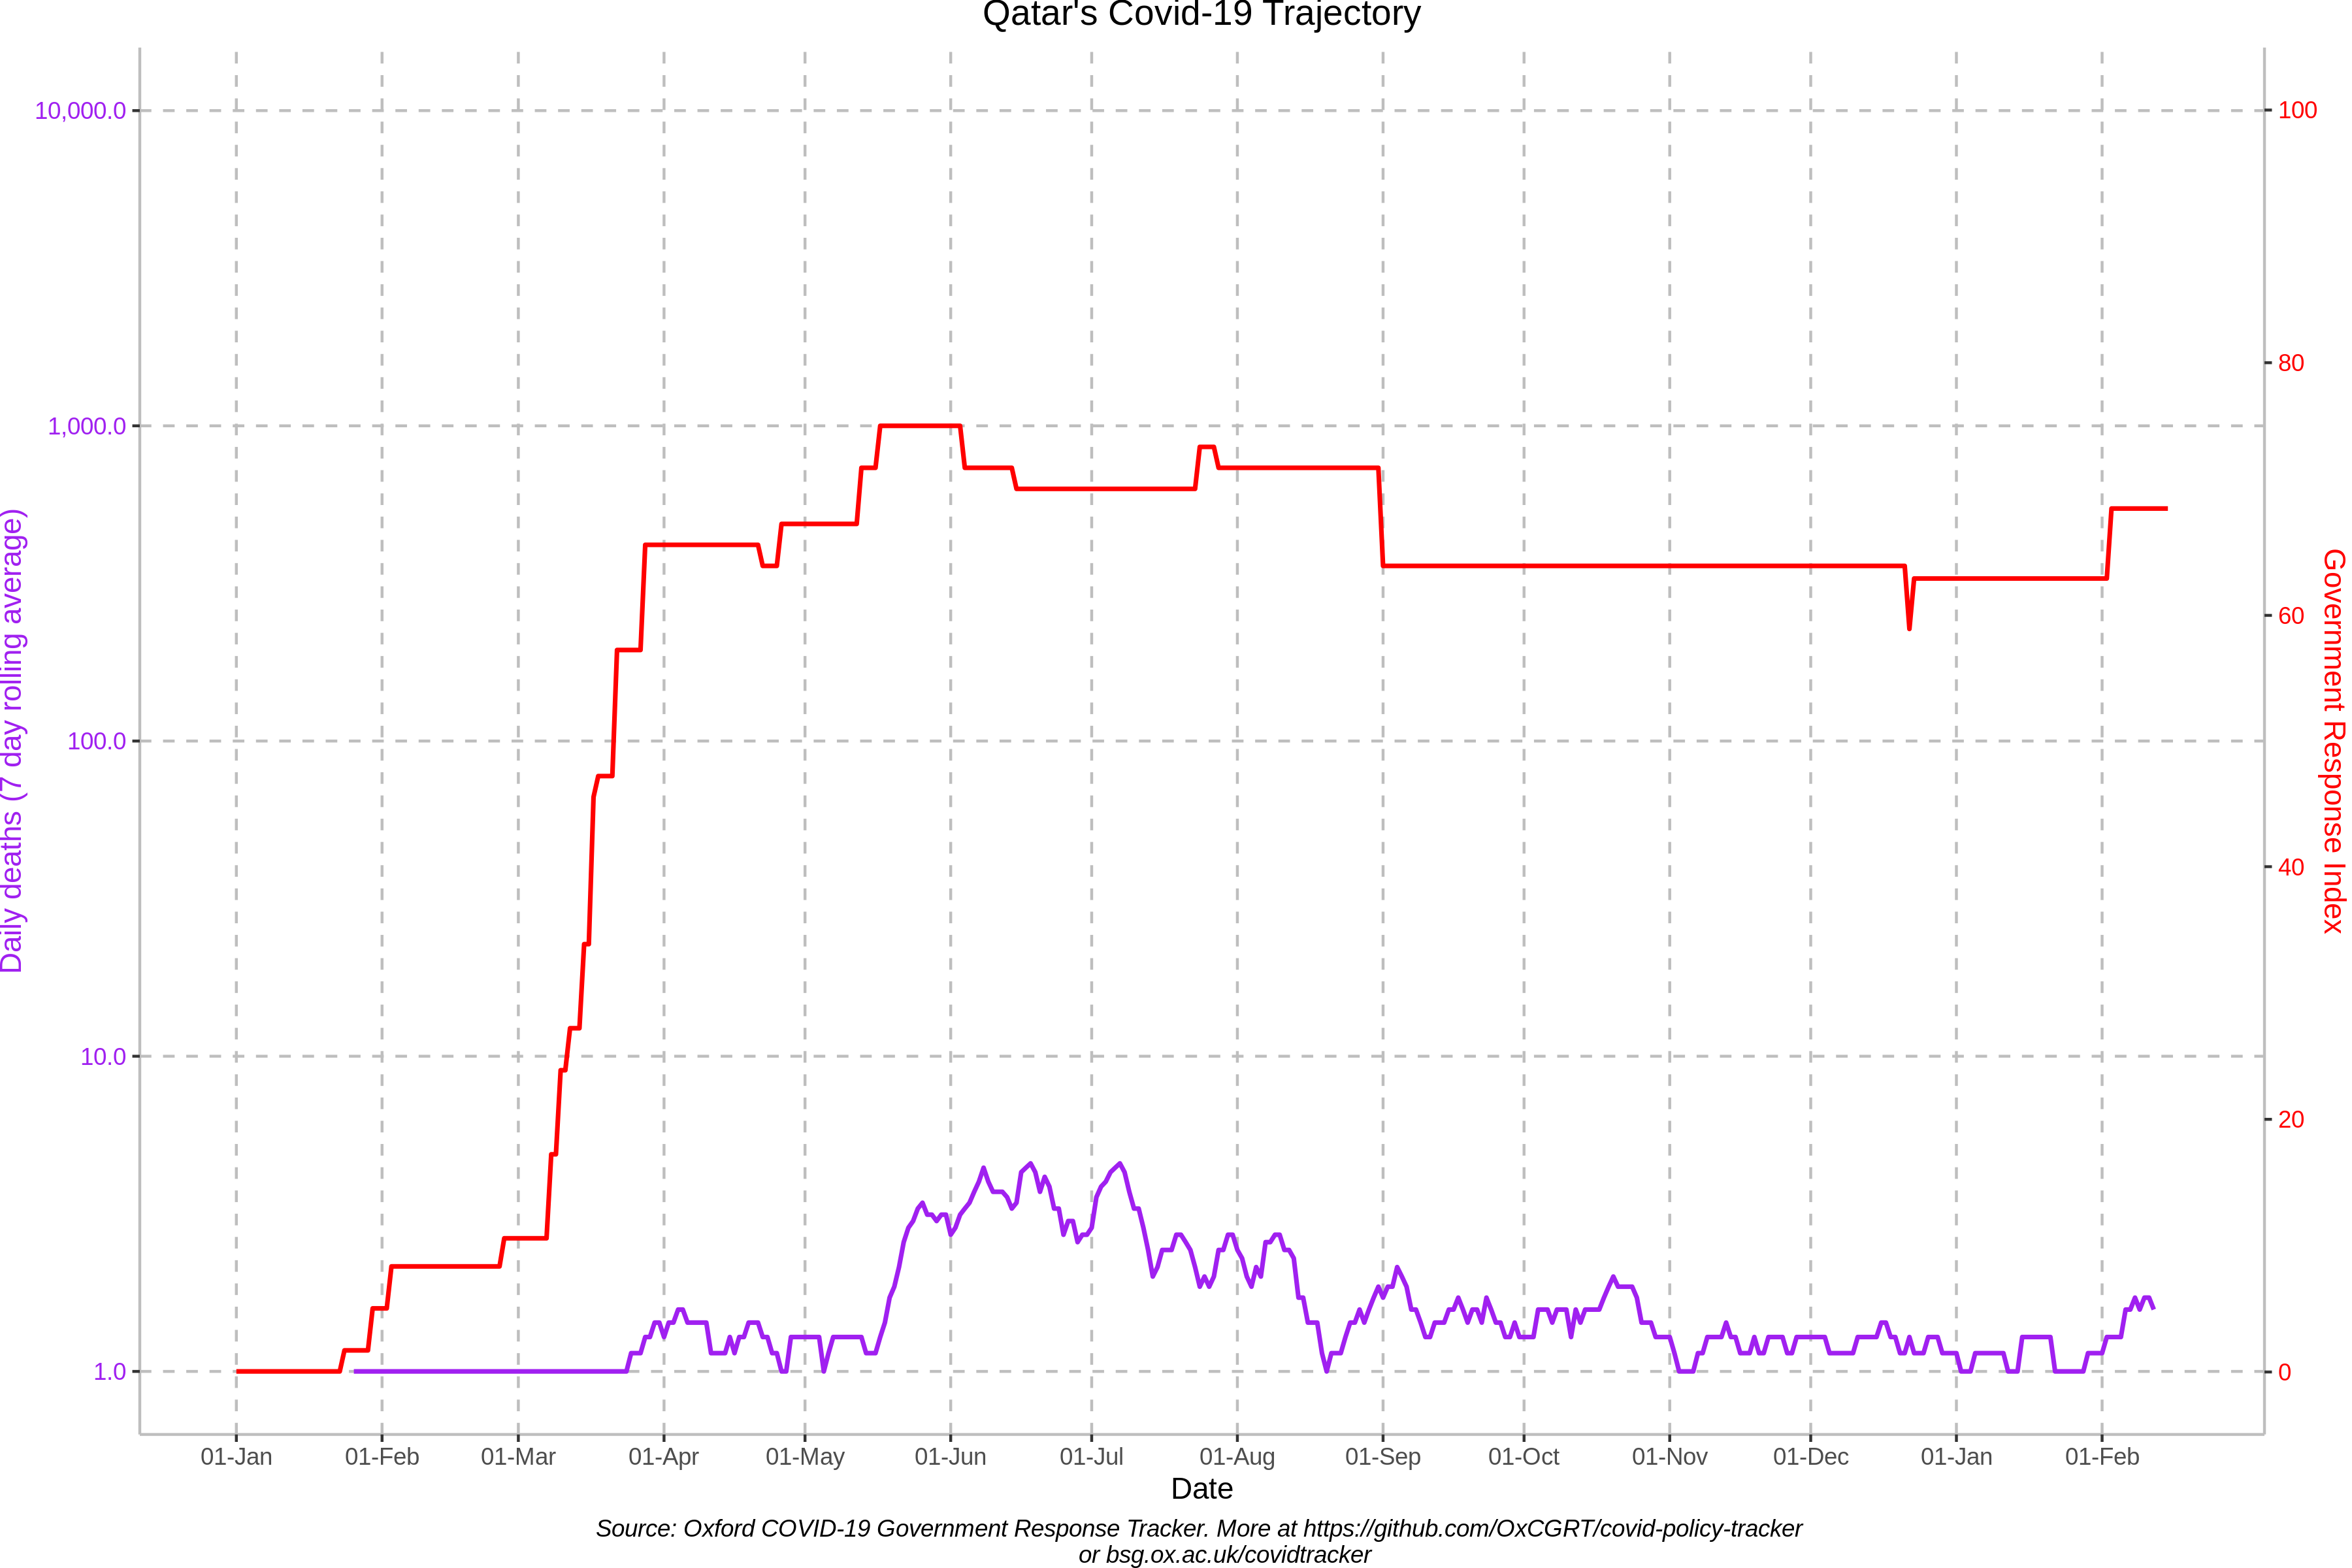 Qatar's Covid-19 Trajectory
10,000.0
1,000.0
100.0
10.0
1.0
Daily deaths (7 day rolling average)
100
80
60
40
20
0
Government Response Index
01-Jan 01-Feb 01-Mar 01-Apr 01-May 01-Jun 01-Jul 01-Aug 01-Sep 01-Oct 01-Nov 01-Dec 01-Jan 01-Feb
Date
Source: Oxford COVID-19 Government Response Tracker. More at https://github.com/OxCGRT/covid-policy-tracker
or bsg.ox.ac.uk/covidtracker